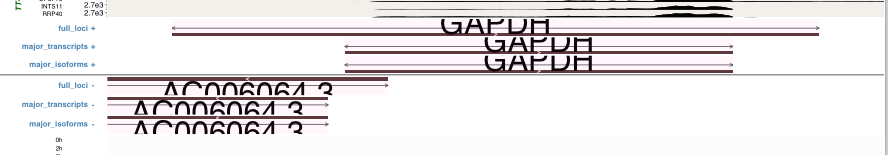 TT-
INTS11 2.7e3
RRP40 2.7e3
full_loci + GAPDH
major_transcripts + GAPDH
major_isoforms + GAPDH
full_loci - AC006064.3
major_transcripts - AC006064.3
major_isoforms - AC006064.3
0h
2h